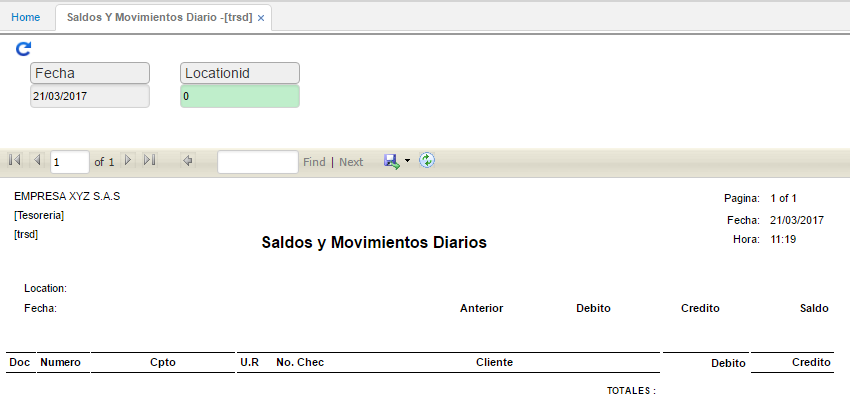 Home Saldos Y Movimientos Diario -[trsd] ×
Fecha Locationid
21/03/2017 0
1 of 1 Find | Next
EMPRESA XYZ S.A.S Pagina: 1 of 1
[Tesoreria] Fecha: 21/03/2017
[trsd] Hora: 11:19
Saldos y Movimientos Diarios
Location:
Fecha: Anterior Debito Credito Saldo
Doc Numero Cpto U.R No. Chec Cliente Debito Credito
TOTALES :